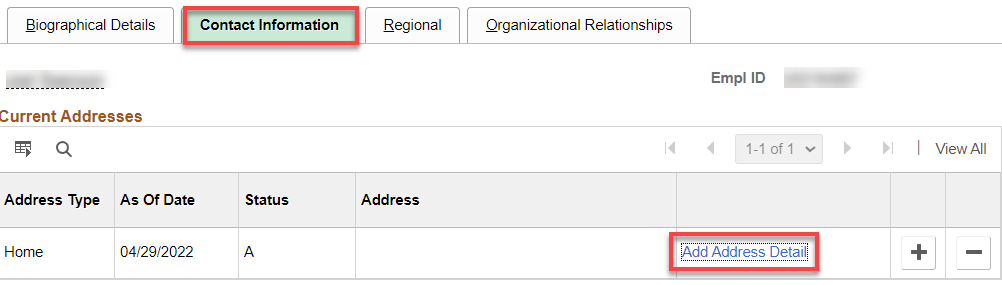 Biographical Details Contact Information Regional Organizational Relationships
Empl ID
Current Addresses
1-1 of 1 View All
Address Type As Of Date Status Address
Home 04/29/2022 A Add Address Detail